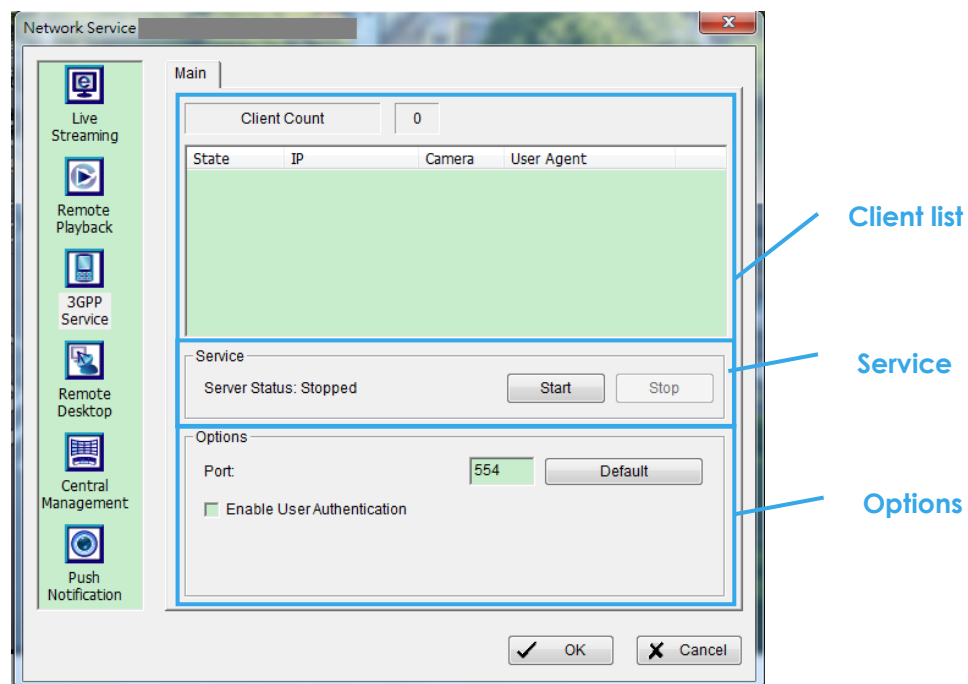 Network Service
Main
Live
Streaming
Remote
Playback
3GPP
Service
Remote
Desktop
Central
Management
Push
Notification
Client Count 0
State IP Camera User Agent
Client list
Service
Server Status: Stopped Start Stop
Service
Options
Port: 554 Default
Enable User Authentication
Options
OK Cancel